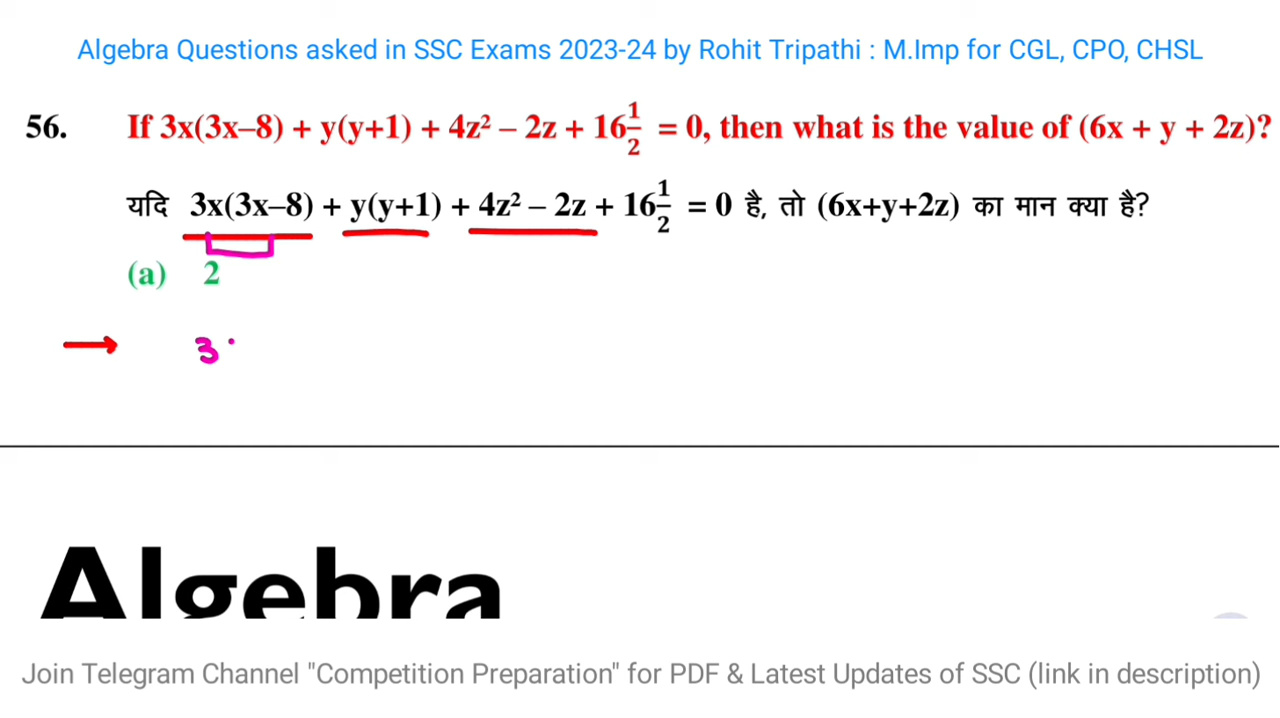 Algebra Questions asked in SSC Exams 2023-24 by Rohit Tripathi : M.Imp for CGL, CPO, CHSL
56. If 3x(3x–8) + y(y+1) + 4z² – 2z + 16½ = 0, then what is the value of (6x + y + 2z)?
यदि 3x(3x–8) + y(y+1) + 4z² – 2z + 16½ = 0 है, तो (6x+y+2z) का मान क्या है?
(a) 2
→ 3
Algebra
Join Telegram Channel "Competition Preparation" for PDF & Latest Updates of SSC (link in description)